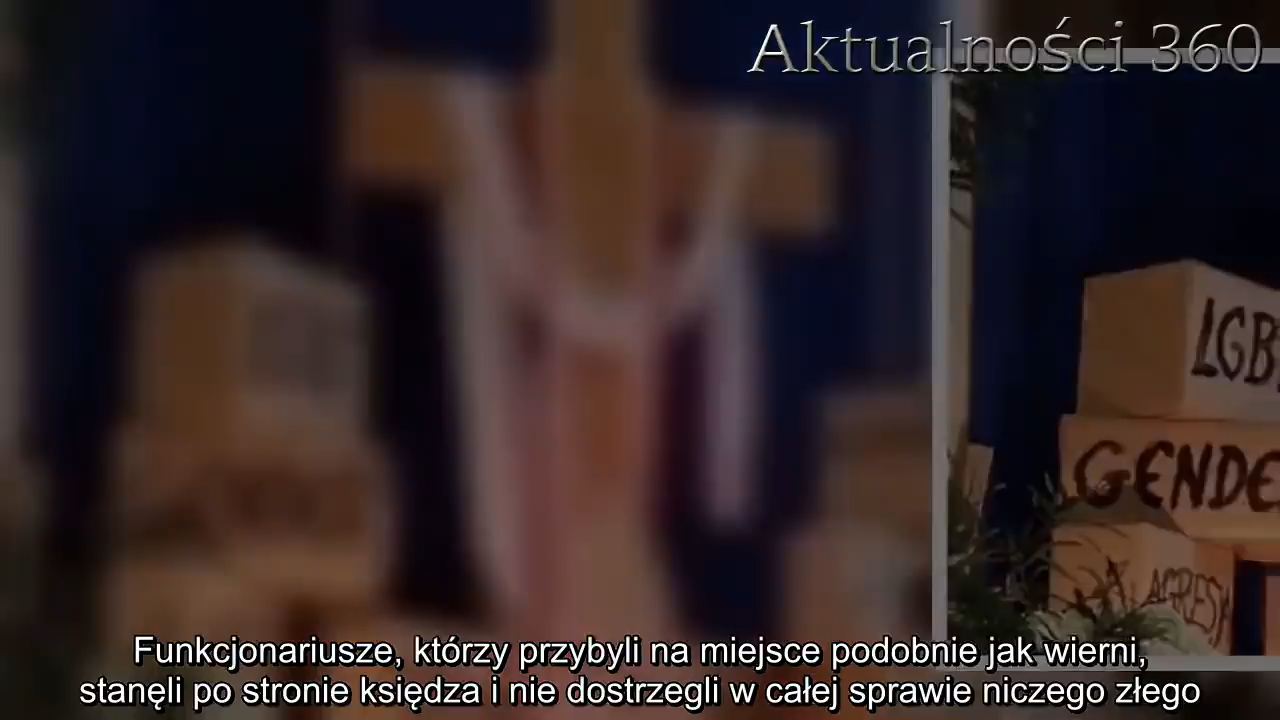 Aktualności 360
LGB
GENDE
AGRESJ
Funkcjonariusze, którzy przybyli na miejsce podobnie jak wierni,
stanęli po stronie księdza i nie dostrzegli w całej sprawie niczego złego